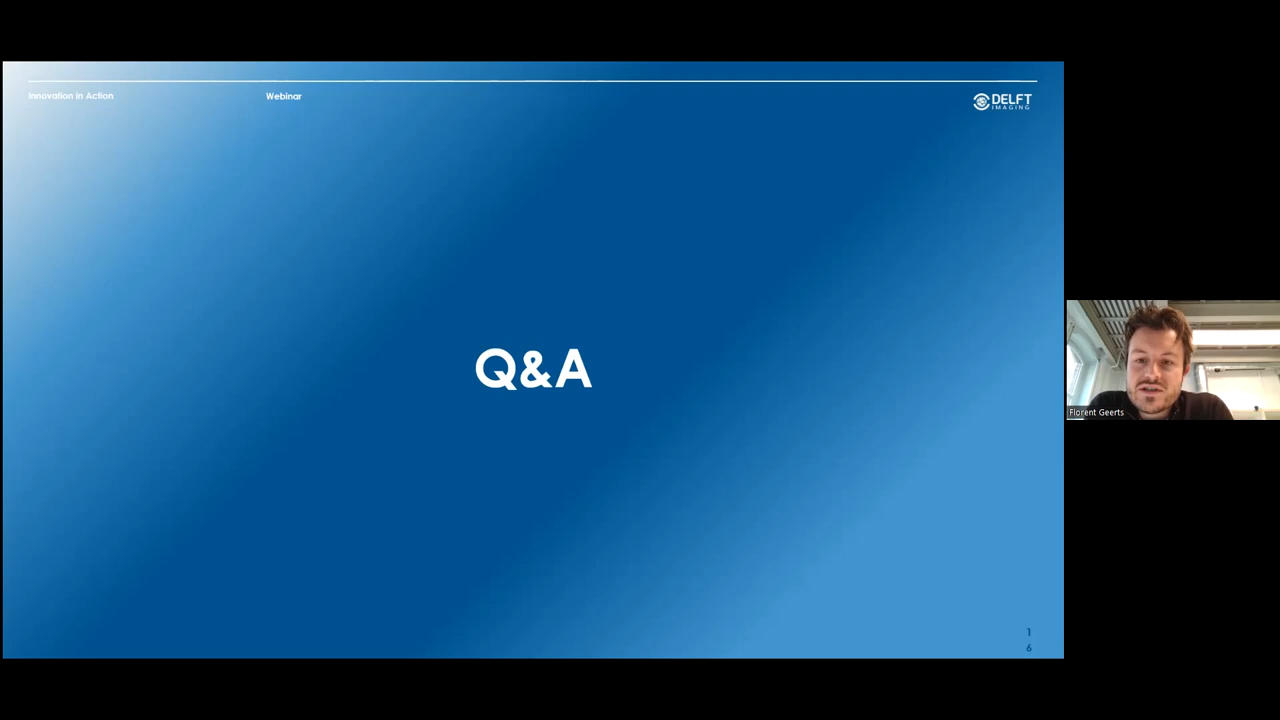 Innovation in Action
Webinar
DELFT
IMAGING
Q&A
Florent Geerts
1
6